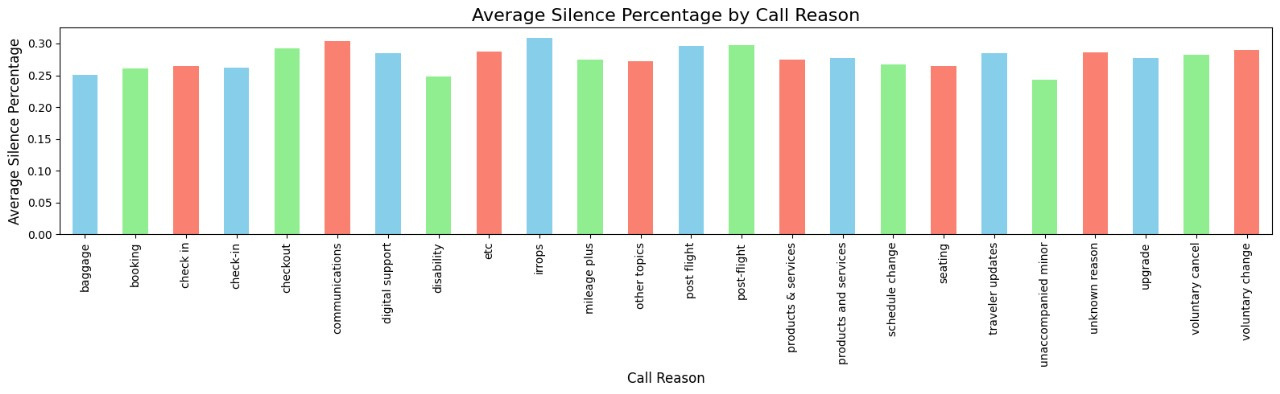 Average Silence Percentage by Call Reason
Average Silence Percentage
0.30
0.25
0.20
0.15
0.10
0.05
0.00
baggage
booking
check in
check-in
checkout
communications
digital support
disability
etc
irrops
mileage plus
other topics
post flight
post-flight
products & services
products and services
schedule change
seating
traveler updates
unaccompanied minor
unknown reason
upgrade
voluntary cancel
voluntary change
Call Reason